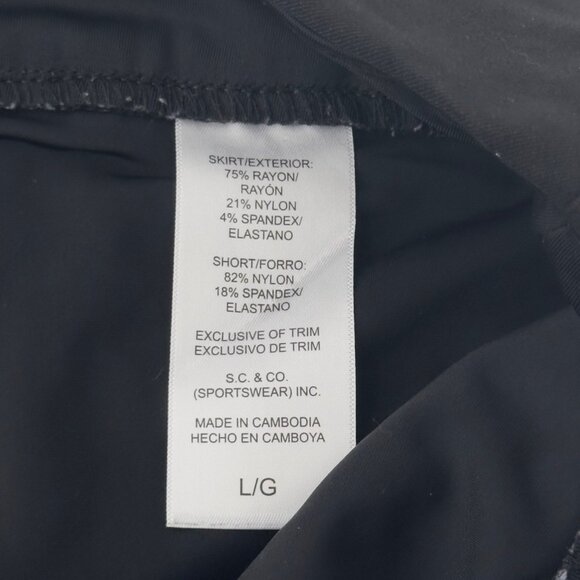 SKIRT/EXTERIOR:
75% RAYON/
RAYÓN
21% NYLON
4% SPANDEX/
ELASTANO
SHORT/FORRO:
82% NYLON
18% SPANDEX/
ELASTANO
EXCLUSIVE OF TRIM
EXCLUSIVO DE TRIM
S.C. & CO.
(SPORTSWEAR) INC.
MADE IN CAMBODIA
HECHO EN CAMBOYA
L/G